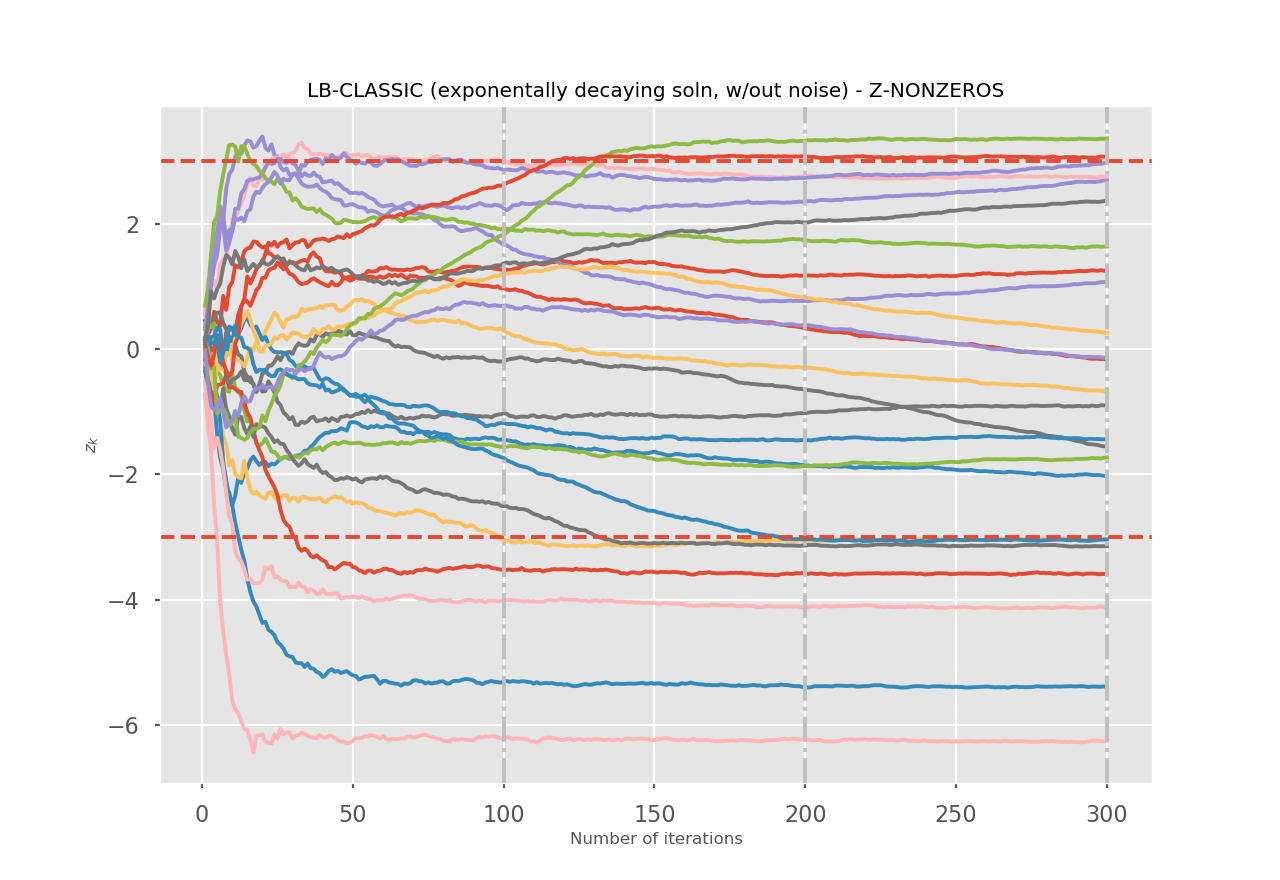 LB-CLASSIC (exponentially decaying soln, w/out noise) - Z-NONZEROS
2
0
−2
−4
−6
z_k
0 50 100 150 200 250 300
Number of iterations